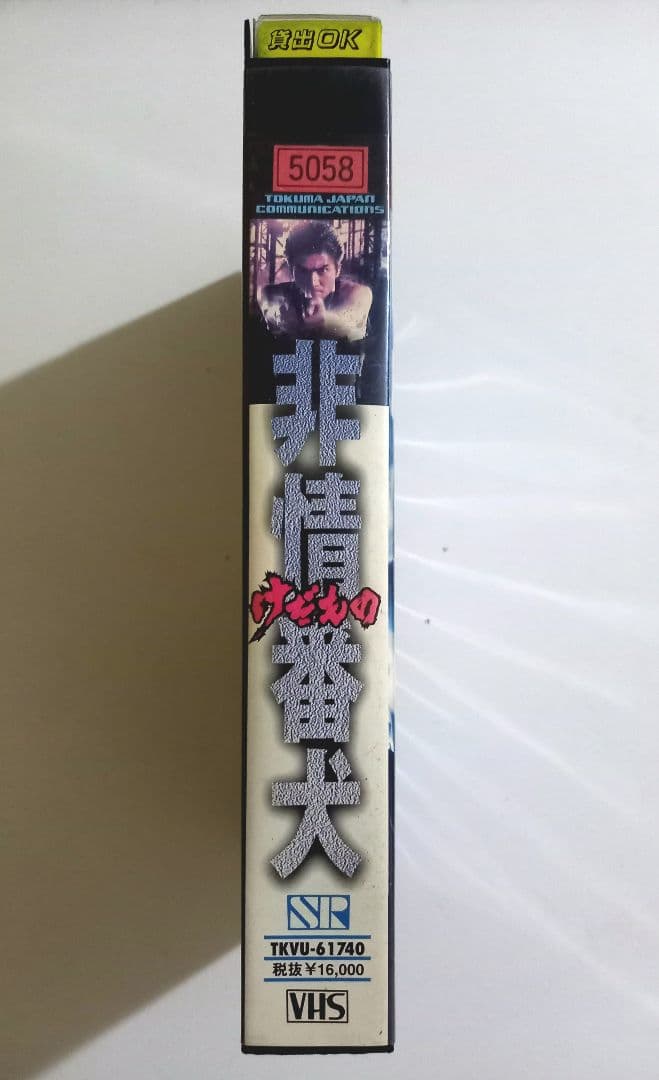 貸出OK
5058
TOKUMA JAPAN
COMMUNICATIONS
非情番犬
けだもの
SR
TKVU-61740
税抜¥16,000
VHS